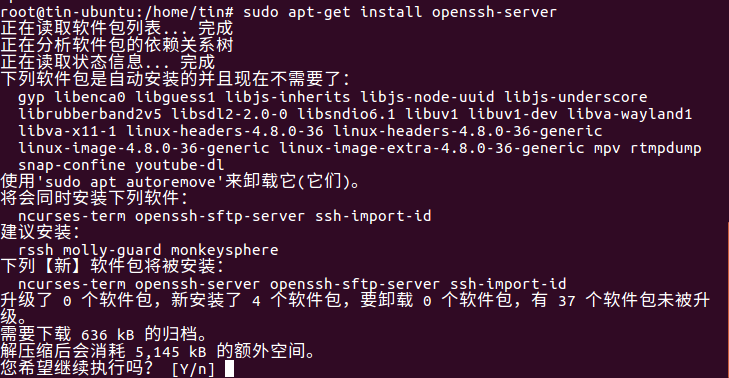 root@tin-ubuntu:/home/tin# sudo apt-get install openssh-server
正在读取软件包列表... 完成
正在分析软件包的依赖关系树
正在读取状态信息... 完成
下列软件包是自动安装的并且现在不需要了：
  gyp libenca0 libguess1 libjs-inherits libjs-node-uuid libjs-underscore
  librubberband2v5 libsdl2-2.0-0 libsndio6.1 libuv1 libuv1-dev libva-wayland1
  libva-x11-1 linux-headers-4.8.0-36 linux-headers-4.8.0-36-generic
  linux-image-4.8.0-36-generic linux-image-extra-4.8.0-36-generic mpv rtmpdump
  snap-confine youtube-dl
使用'sudo apt autoremove'来卸载它(它们)。
将会同时安装下列软件：
  ncurses-term openssh-sftp-server ssh-import-id
建议安装：
  rssh molly-guard monkeysphere
下列【新】软件包将被安装：
  ncurses-term openssh-server openssh-sftp-server ssh-import-id
升级了 0 个软件包，新安装了 4 个软件包，要卸载 0 个软件包，有 37 个软件包未被升
级。
需要下载 636 kB 的归档。
解压缩后会消耗 5,145 kB 的额外空间。
您希望继续执行吗？ [Y/n]